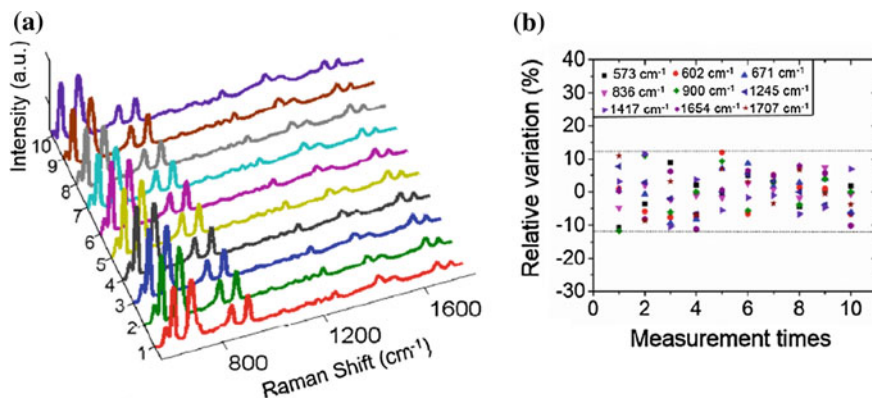 (a)
Intensity (a.u.)
10
9
8
7
6
5
4
3
2
1
800
1200
1600
Raman Shift (cm⁻¹)
(b)
Relative variation (%)
40
30
20
10
0
-10
-20
-30
573 cm⁻¹ 602 cm⁻¹ 671 cm⁻¹
836 cm⁻¹ 900 cm⁻¹ 1245 cm⁻¹
1417 cm⁻¹ 1654 cm⁻¹ 1707 cm⁻¹
0 2 4 6 8 10
Measurement times